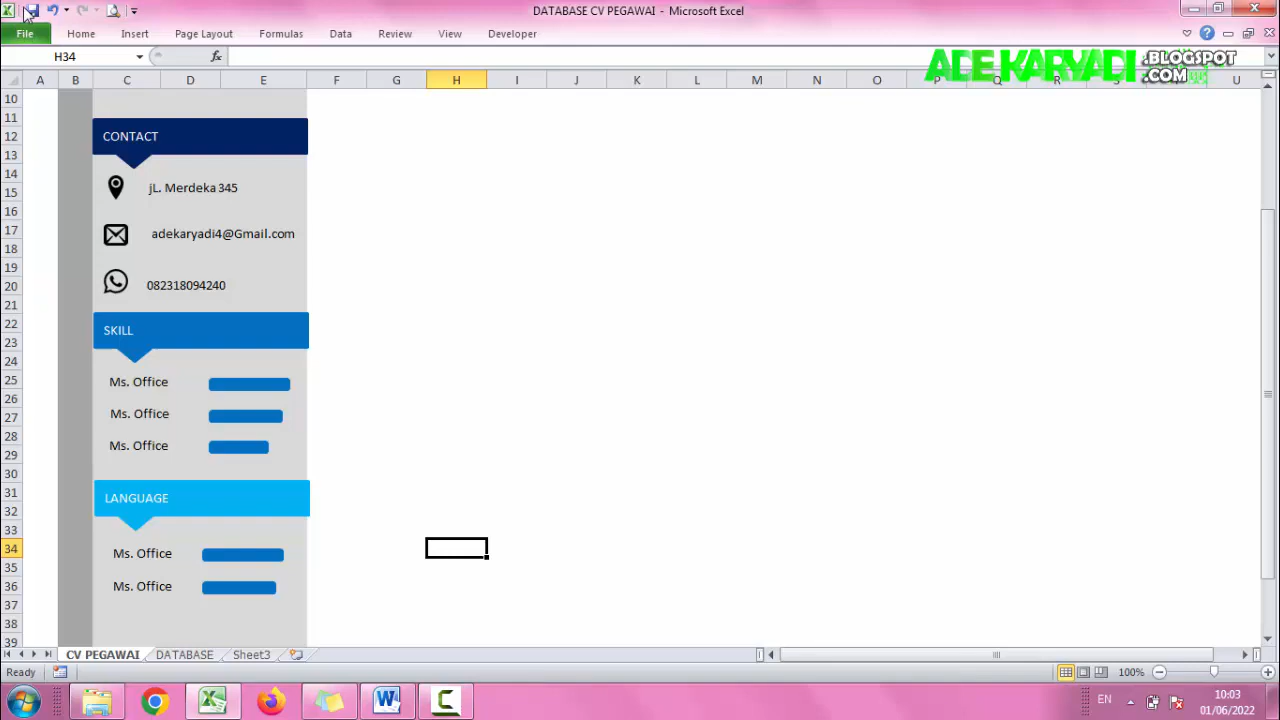 DATABASE CV PEGAWAI - Microsoft Excel
File Home Insert Page Layout Formulas Data Review View Developer
H34 fx
ADE KARYADI .BLOGSPOT .COM
A B C D E F G H I J K L M N O P Q R S T U
10
11
12 CONTACT
13
14
15 jL. Merdeka 345
16
17 adekaryadi4@Gmail.com
18
19
20 082318094240
21
22 SKILL
23
24
25 Ms. Office
26
27 Ms. Office
28
29 Ms. Office
30
31 LANGUAGE
32
33
34 Ms. Office
35
36 Ms. Office
37
38
39
CV PEGAWAI DATABASE Sheet3
Ready 100%
EN 10:03
01/06/2022